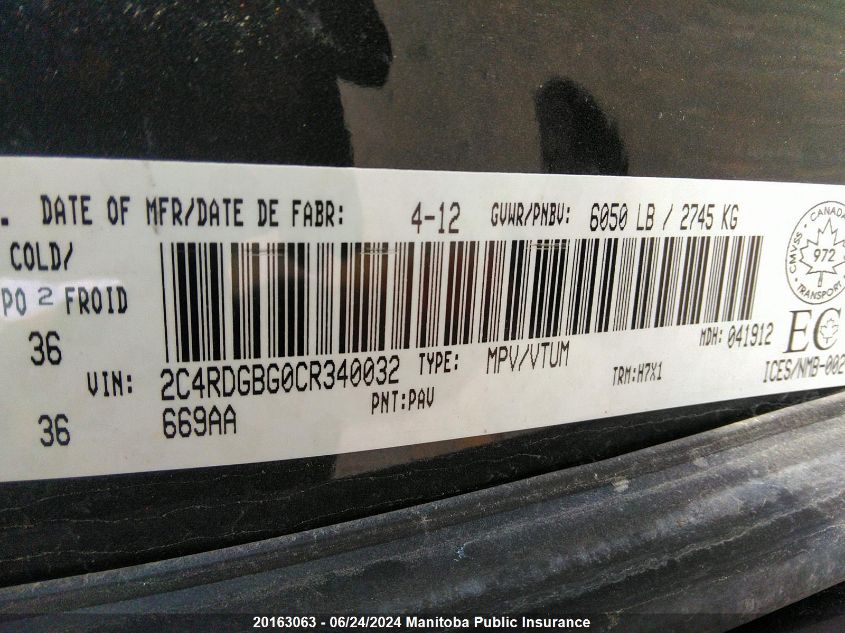 . DATE OF MFR/DATE DE FABR: 4-12 GVWR/PNBV: 6050 LB / 2745 KG
COLD/
PO 2 FROID
36
36
VIN: 2C4RDGBG0CR340032 TYPE: MPV/VTUM MDH: 041912
PNT:PAV TRM:H7X1
669AA
CANADA
CMVSS
972
TRANSPORT
EC
ICES/NMB-002
20163063 - 06/24/2024 Manitoba Public Insurance